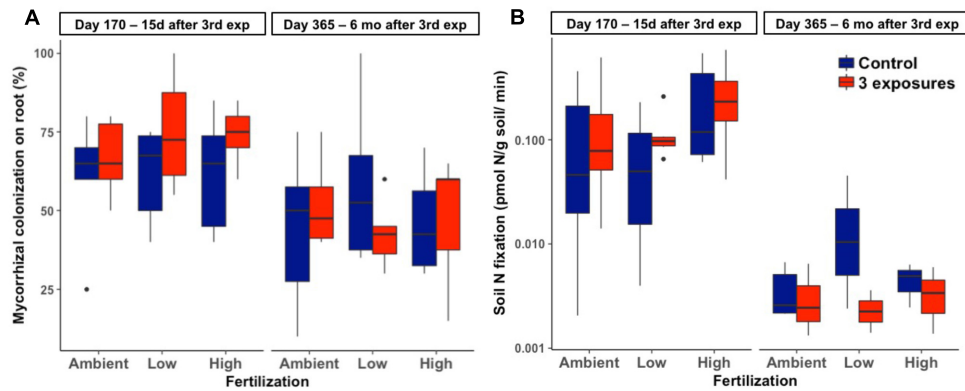 A
Day 170 – 15d after 3rd exp
Day 365 – 6 mo after 3rd exp
Mycorrhizal colonization on root (%)
100
75
50
25
Ambient
Low
High
Ambient
Low
High
Fertilization
B
Day 170 – 15d after 3rd exp
Day 365 – 6 mo after 3rd exp
Control
3 exposures
Soil N fixation (pmol N/g soil/ min)
0.100
0.010
0.001
Ambient
Low
High
Ambient
Low
High
Fertilization